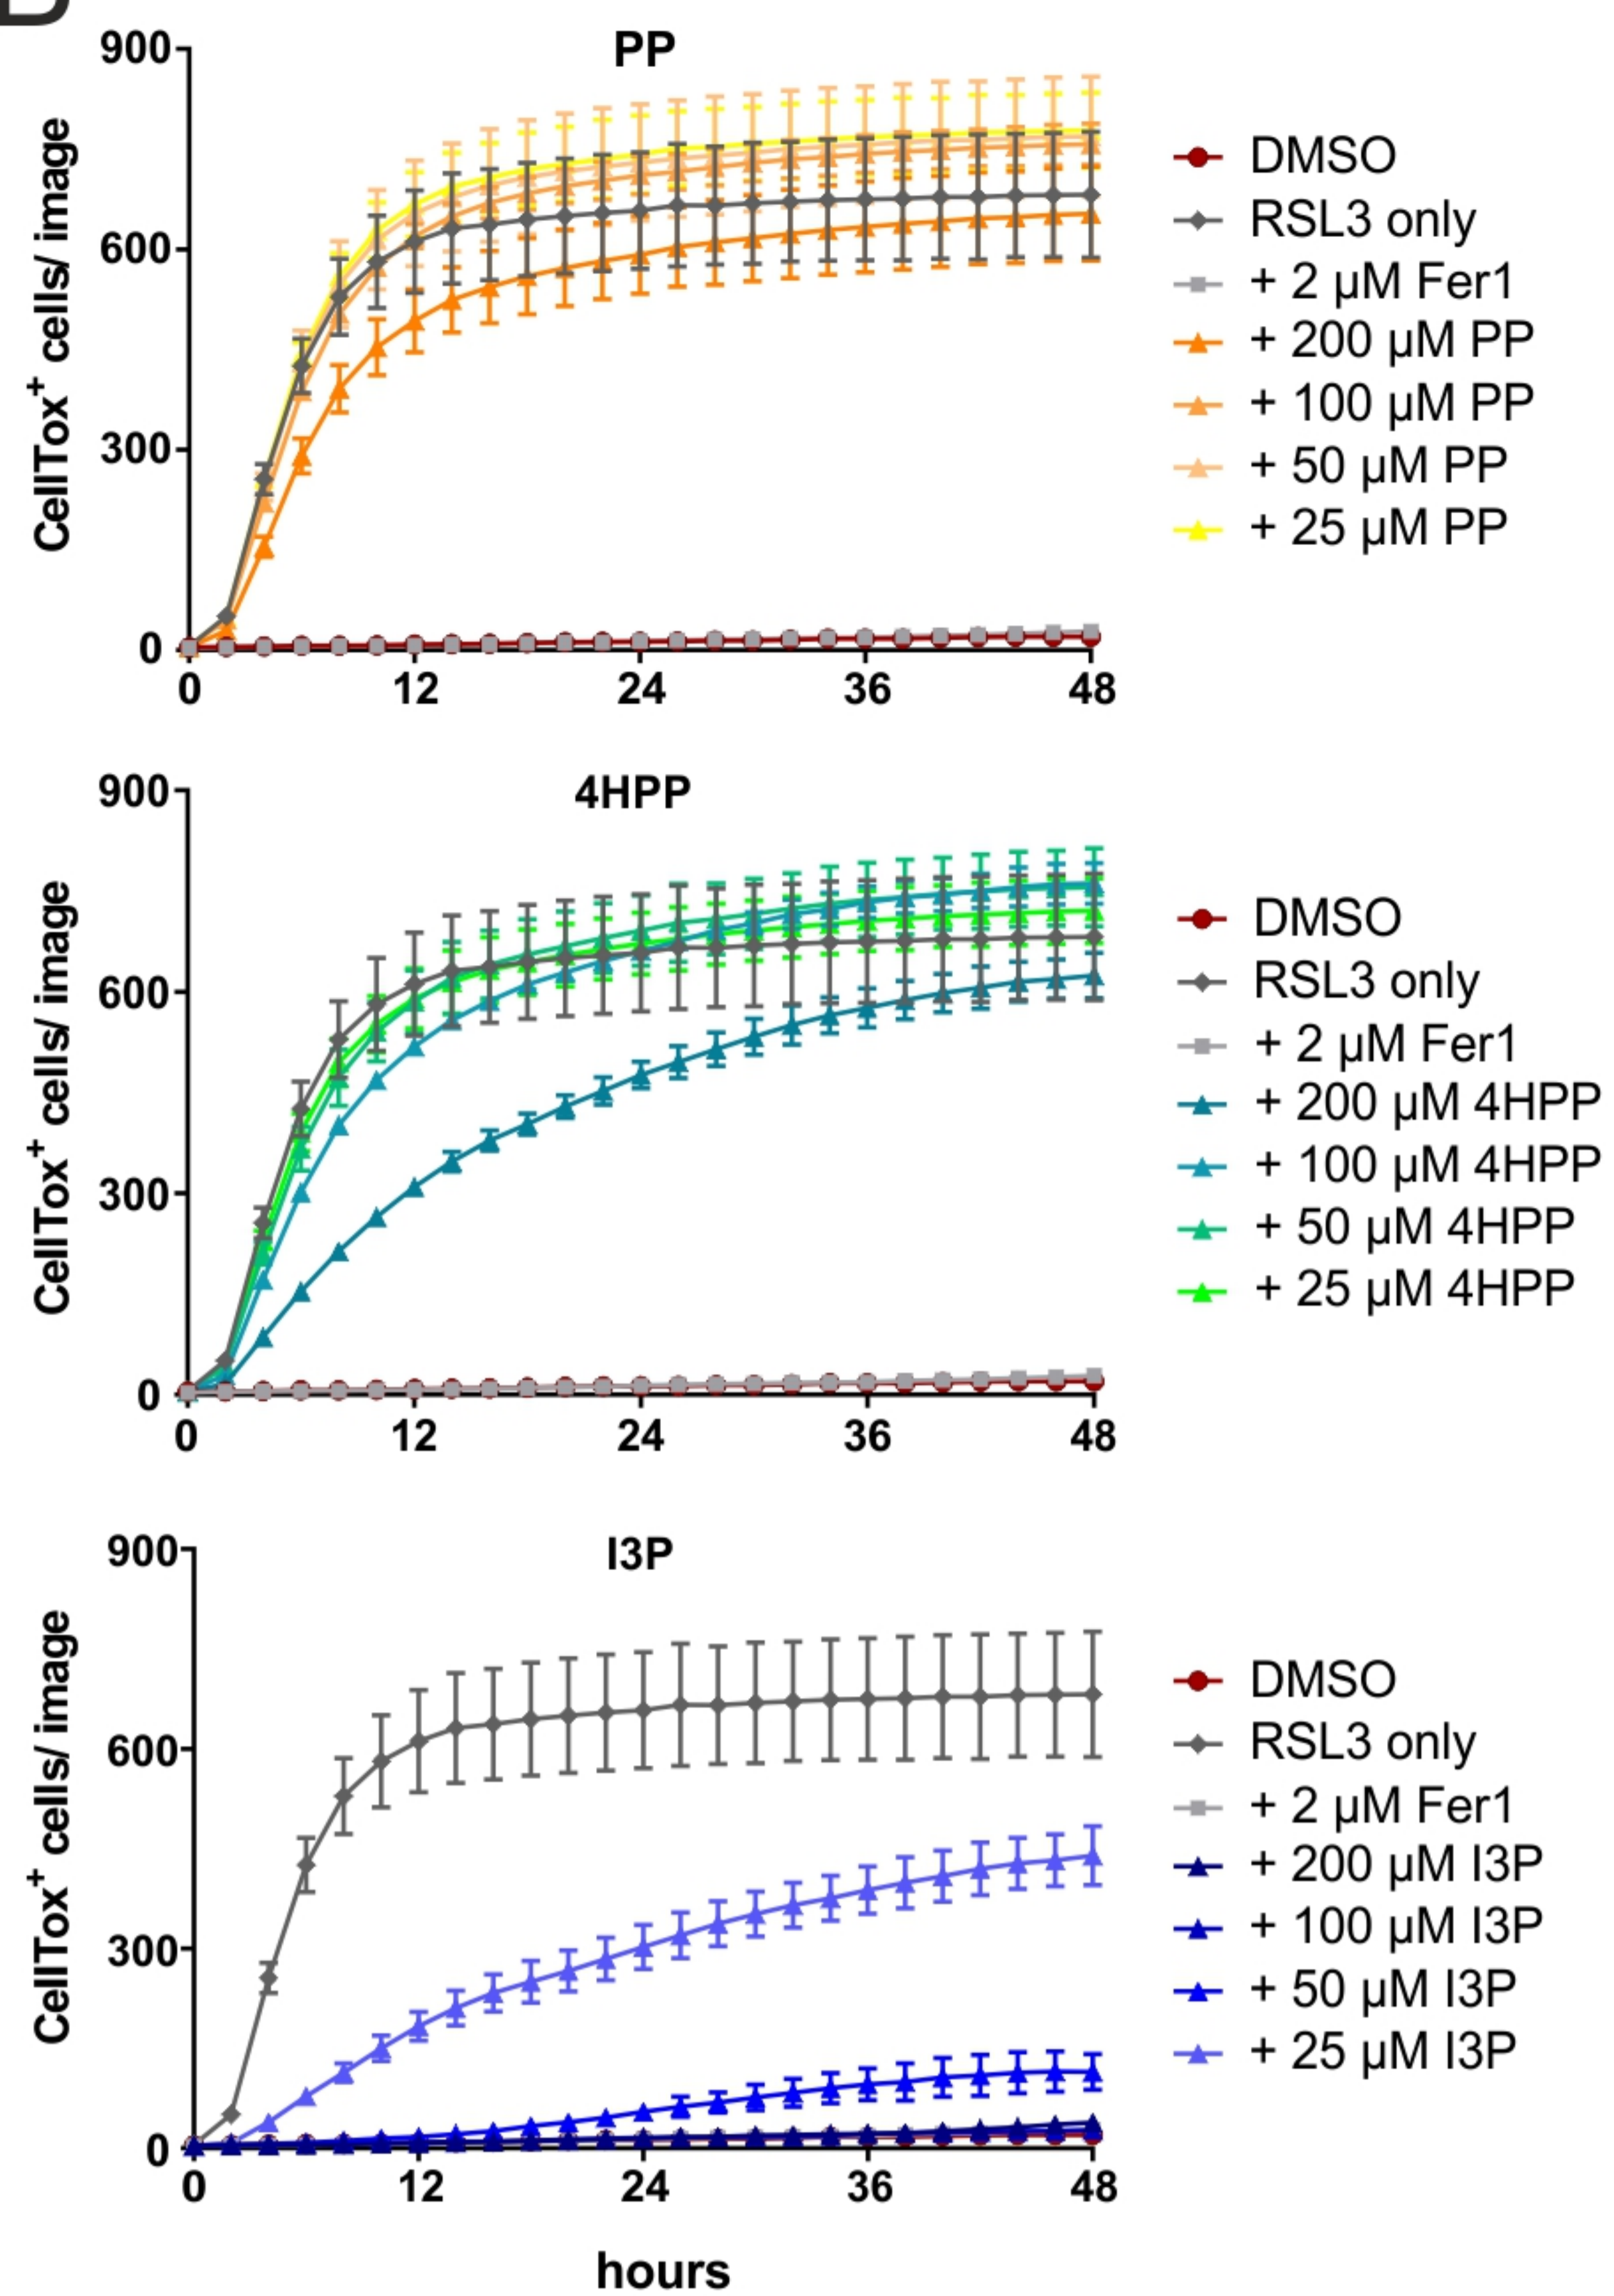 PP
900
600
300
0
0 12 24 36 48
CellTox+ cells/ image
DMSO
RSL3 only
+ 2 µM Fer1
+ 200 µM PP
+ 100 µM PP
+ 50 µM PP
+ 25 µM PP
4HPP
900
600
300
0
0 12 24 36 48
CellTox+ cells/ image
DMSO
RSL3 only
+ 2 µM Fer1
+ 200 µM 4HPP
+ 100 µM 4HPP
+ 50 µM 4HPP
+ 25 µM 4HPP
I3P
900
600
300
0
0 12 24 36 48
CellTox+ cells/ image
DMSO
RSL3 only
+ 2 µM Fer1
+ 200 µM I3P
+ 100 µM I3P
+ 50 µM I3P
+ 25 µM I3P
hours